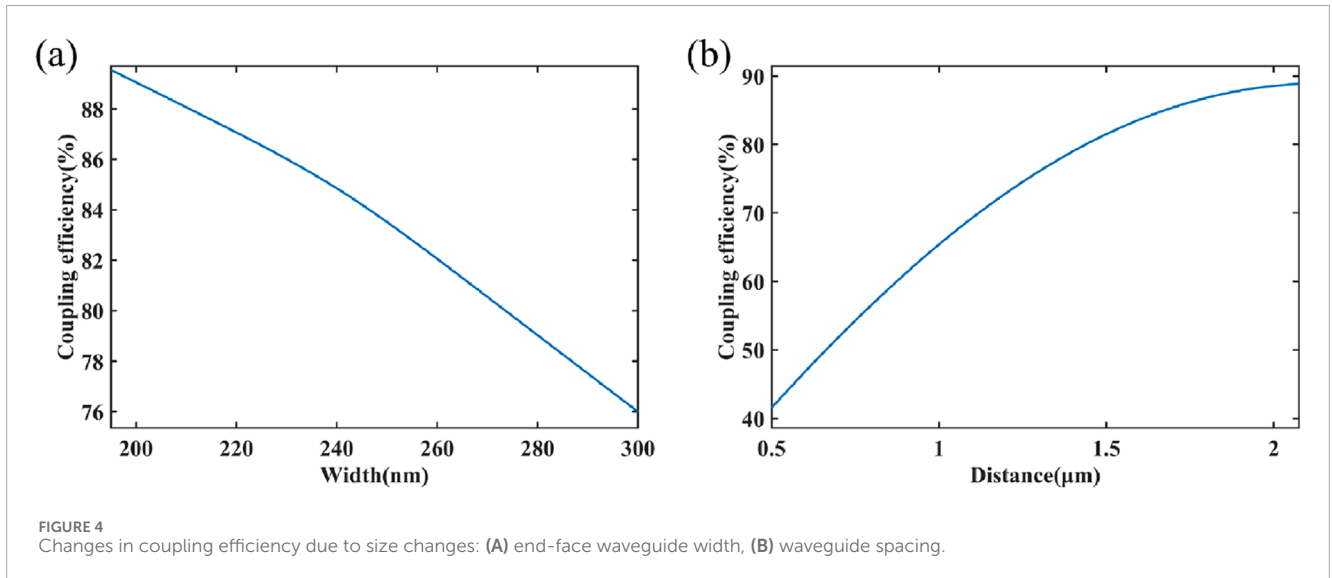 (a)
Coupling efficiency(%)
88
86
84
82
80
78
76
200 220 240 260 280 300
Width(nm)
(b)
Coupling efficiency(%)
90
80
70
60
50
40
0.5 1 1.5 2
Distance(μm)
FIGURE 4
Changes in coupling efficiency due to size changes: (A) end-face waveguide width, (B) waveguide spacing.